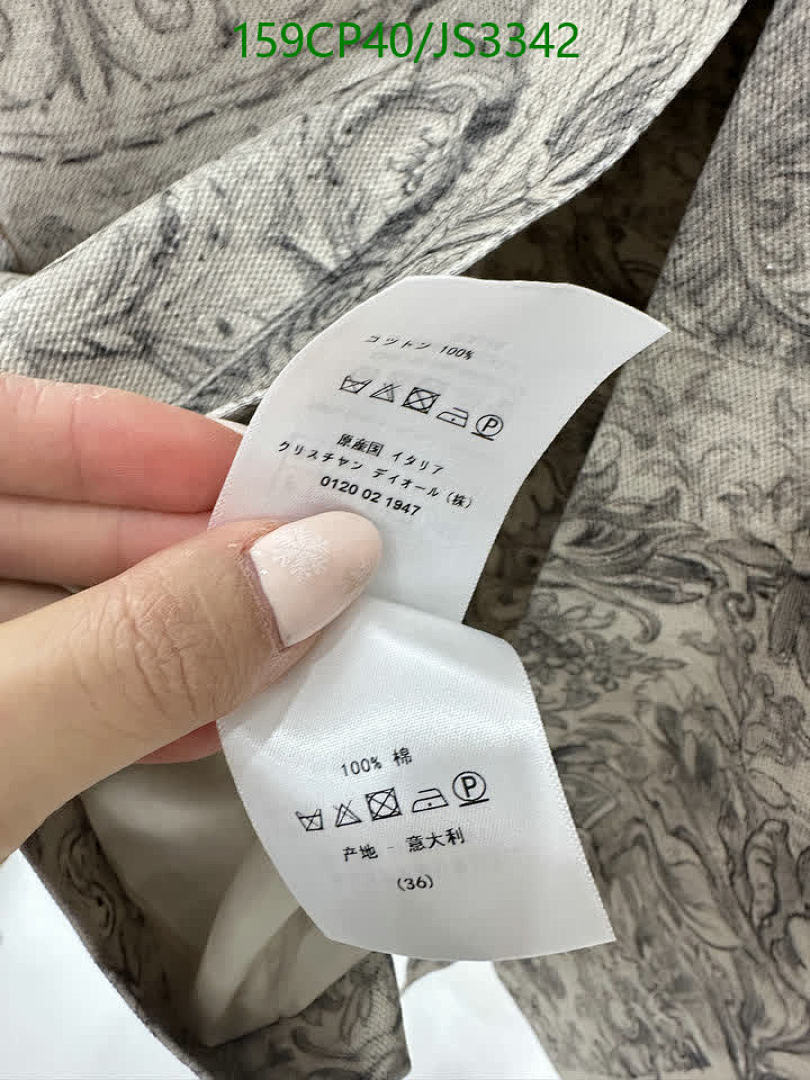 159CP40/JS3342
コットン 100%
P
原産国 イタリア
クリスチャン デイオール（株）
0120 02 1947
100% 棉
P
产地 - 意大利
(36)